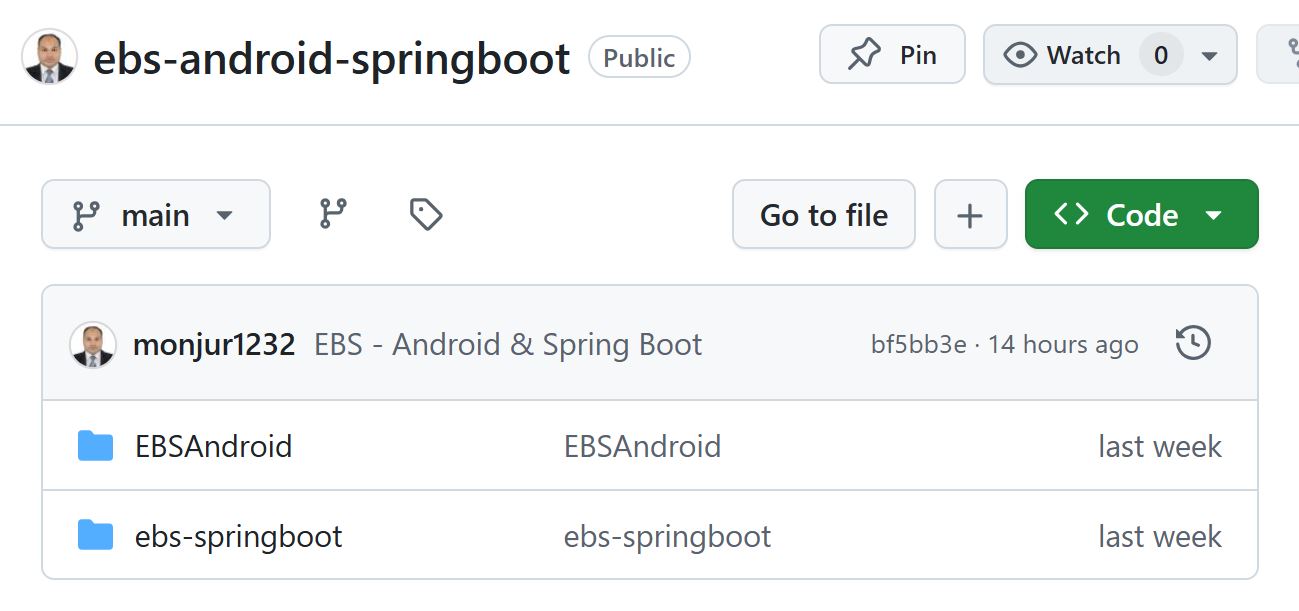 ebs-android-springboot Public Pin Watch 0
main Go to file Code
monjur1232 EBS - Android & Spring Boot bf5bb3e · 14 hours ago
EBSAndroid EBSAndroid last week
ebs-springboot ebs-springboot last week